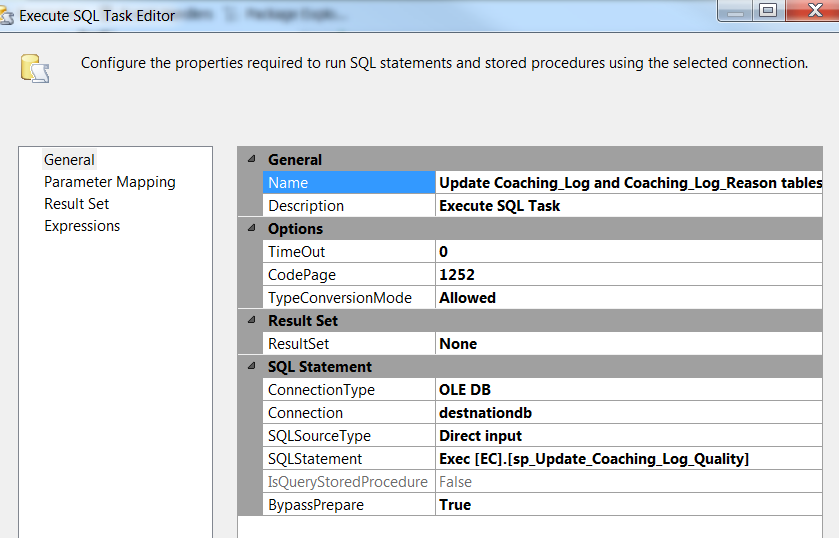 Execute SQL Task Editor
Configure the properties required to run SQL statements and stored procedures using the selected connection.
General
Parameter Mapping
Result Set
Expressions
General
Name Update Coaching_Log and Coaching_Log_Reason tables
Description Execute SQL Task
Options
TimeOut 0
CodePage 1252
TypeConversionMode Allowed
Result Set
ResultSet None
SQL Statement
ConnectionType OLE DB
Connection destnationdb
SQLSourceType Direct input
SQLStatement Exec [EC].[sp_Update_Coaching_Log_Quality]
IsQueryStoredProcedure False
BypassPrepare True